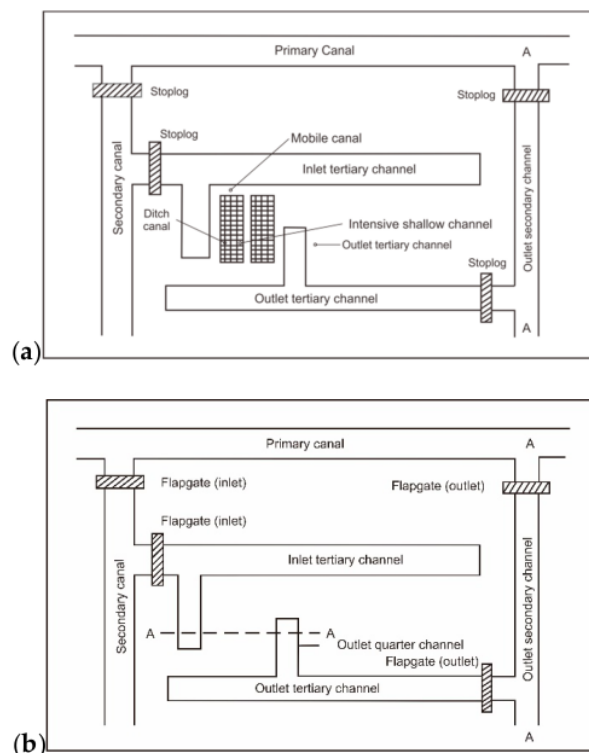 (a)
Primary Canal
A
Stoplog
Stoplog
Stoplog
Mobile canal
Inlet tertiary channel
Secondary canal
Ditch canal
Intensive shallow channel
Outlet tertiary channel
Outlet secondary channel
Stoplog
Outlet tertiary channel
A
(b)
Primary canal
A
Flapgate (inlet)
Flapgate (outlet)
Flapgate (inlet)
Inlet tertiary channel
Secondary canal
Outlet secondary channel
A
A
Outlet quarter channel
Flapgate (outlet)
Outlet tertiary channel
A